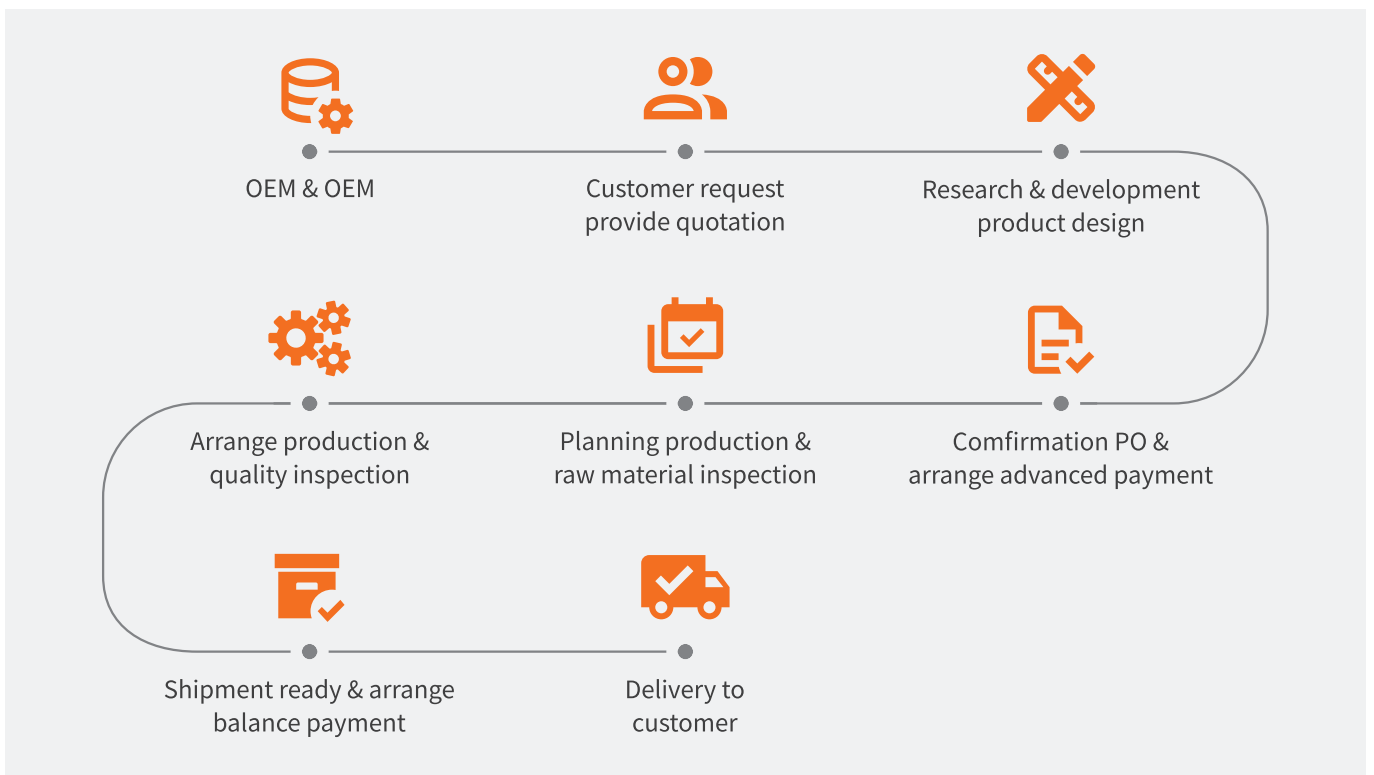 OEM & OEM
Customer request
provide quotation
Research & development
product design
Arrange production &
quality inspection
Planning production &
raw material inspection
Comfirmation PO &
arrange advanced payment
Shipment ready & arrange
balance payment
Delivery to
customer